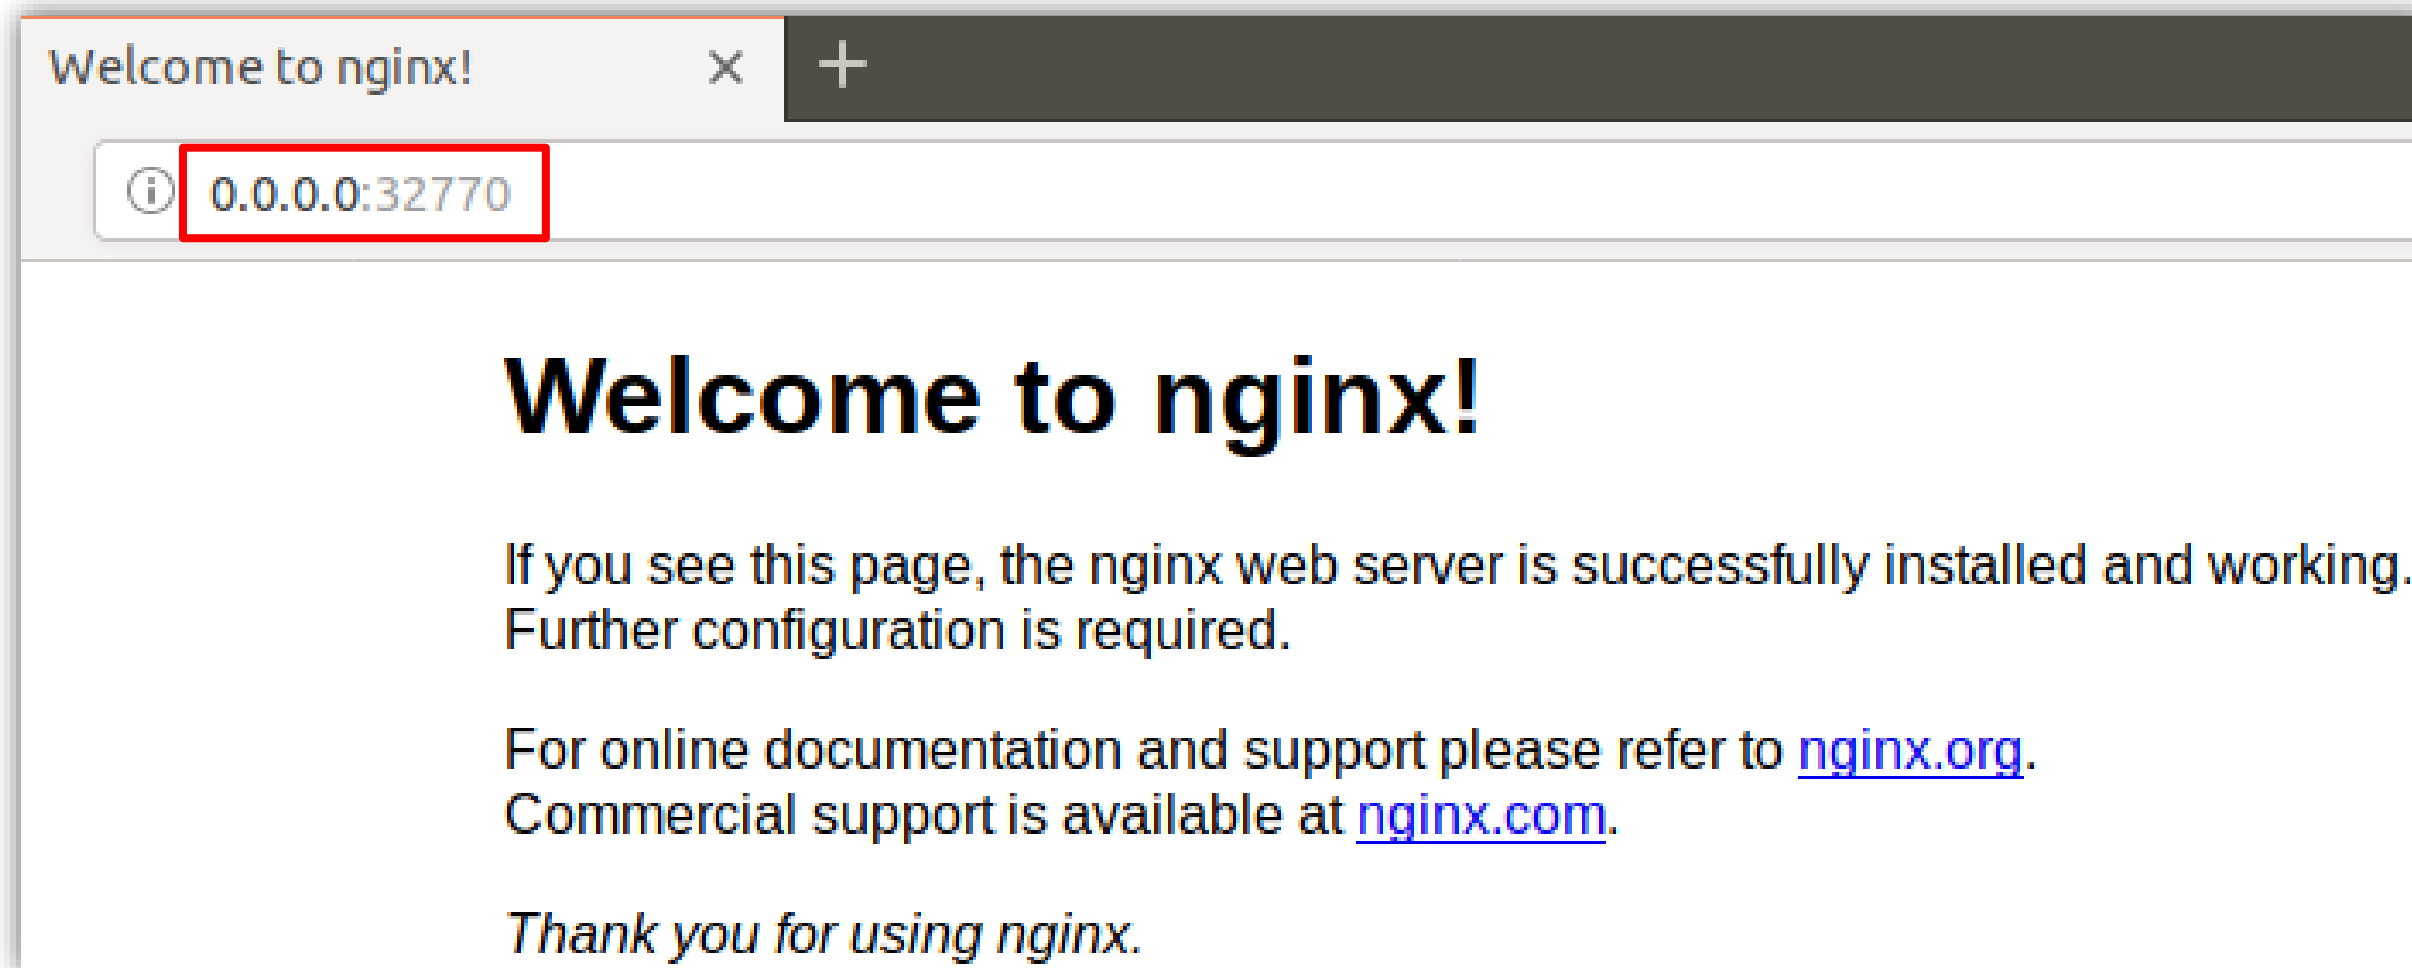 Welcome to nginx!
0.0.0.0:32770
Welcome to nginx!
If you see this page, the nginx web server is successfully installed and working.
Further configuration is required.
For online documentation and support please refer to nginx.org.
Commercial support is available at nginx.com.
Thank you for using nginx.